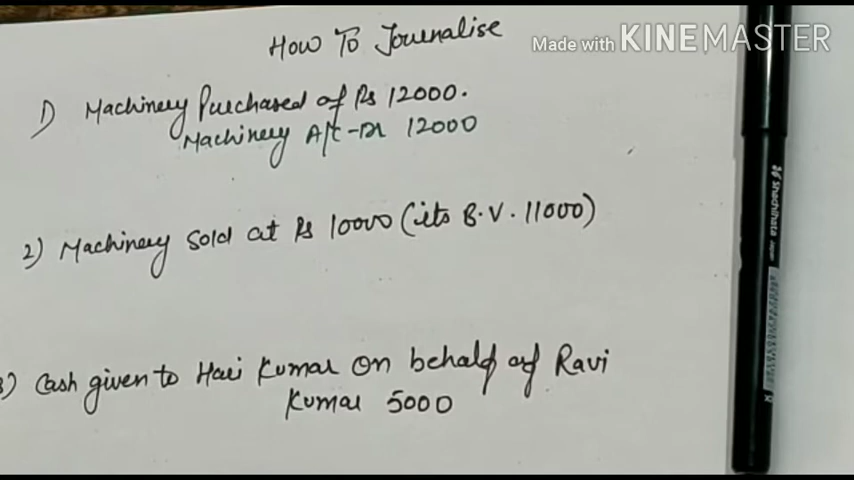 How To Journalise
Made with KINEMASTER
1) Machinery Purchased of Rs 12000.
Machinery A/c - Dr 12000
2) Machinery sold at Rs 10000 (its B.V. 11000)
3) Cash given to Hari Kumar On behalf of Ravi
Kumar 5000
Shachihata